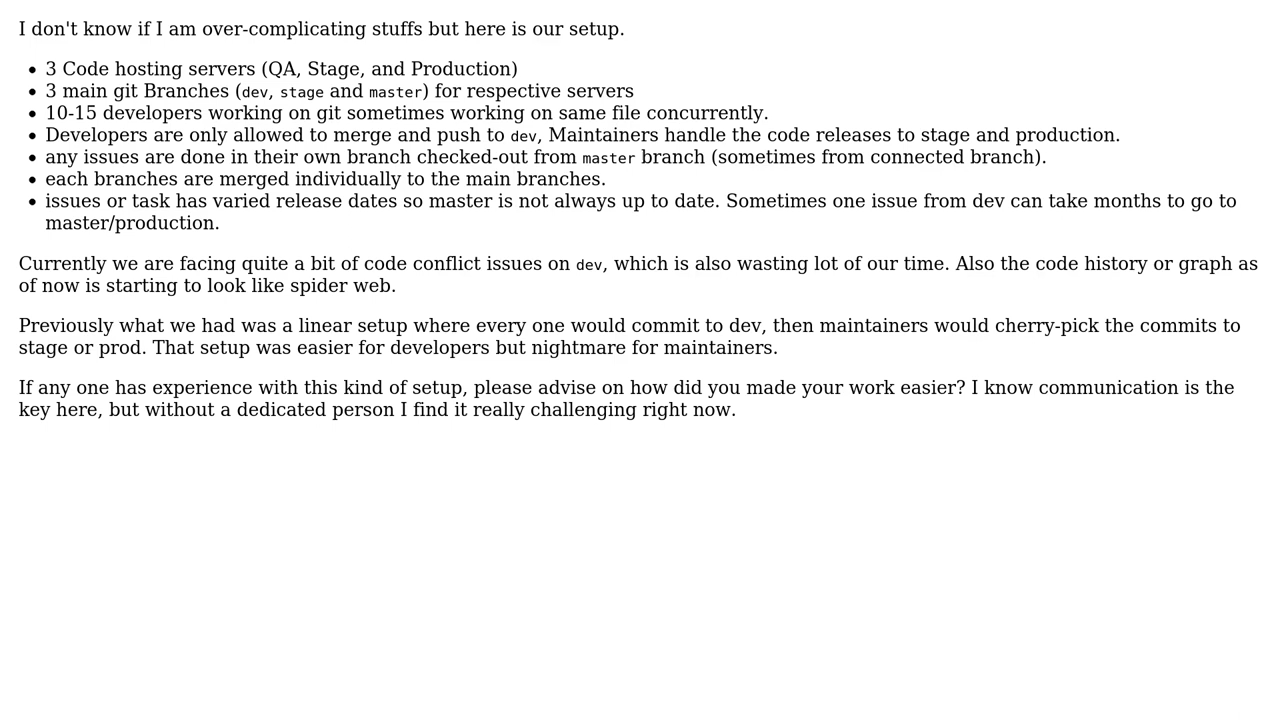 I don't know if I am over-complicating stuffs but here is our setup.
• 3 Code hosting servers (QA, Stage, and Production)
• 3 main git Branches (dev, stage and master) for respective servers
• 10-15 developers working on git sometimes working on same file concurrently.
• Developers are only allowed to merge and push to dev, Maintainers handle the code releases to stage and production.
• any issues are done in their own branch checked-out from master branch (sometimes from connected branch).
• each branches are merged individually to the main branches.
• issues or task has varied release dates so master is not always up to date. Sometimes one issue from dev can take months to go to
master/production.
Currently we are facing quite a bit of code conflict issues on dev, which is also wasting lot of our time. Also the code history or graph as
of now is starting to look like spider web.
Previously what we had was a linear setup where every one would commit to dev, then maintainers would cherry-pick the commits to
stage or prod. That setup was easier for developers but nightmare for maintainers.
If any one has experience with this kind of setup, please advise on how did you made your work easier? I know communication is the
key here, but without a dedicated person I find it really challenging right now.